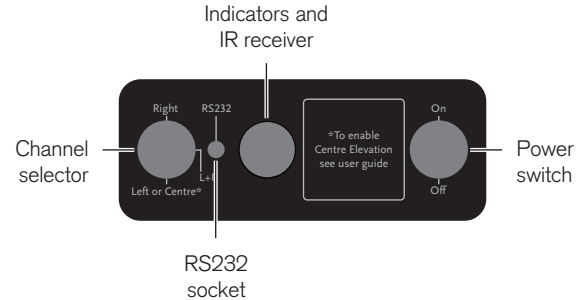 Indicators and
IR receiver
Right
RS232
On
*To enable
Centre Elevation
see user guide
Channel
selector
L+R
Left or Centre*
Off
Power
switch
RS232
socket